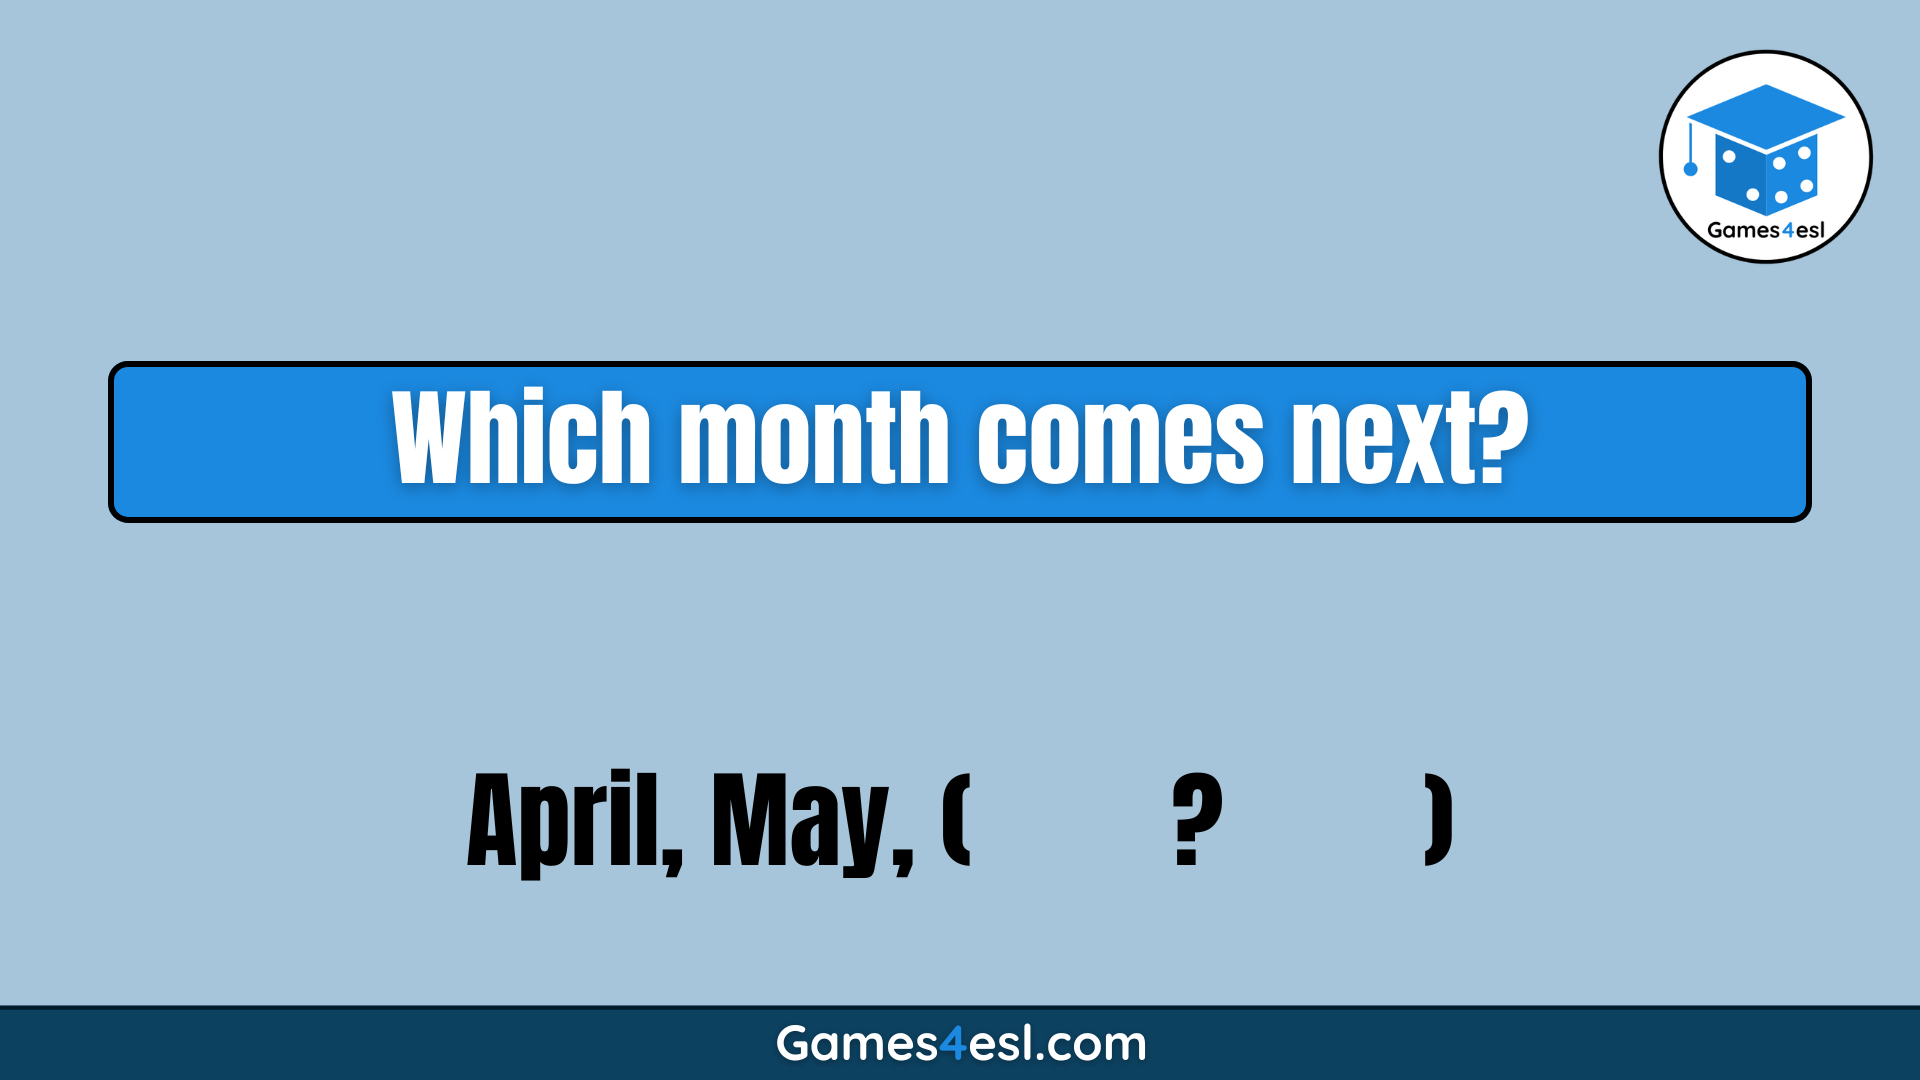 Games4esl
Which month comes next?
April, May, ( ? )
Games4esl.com